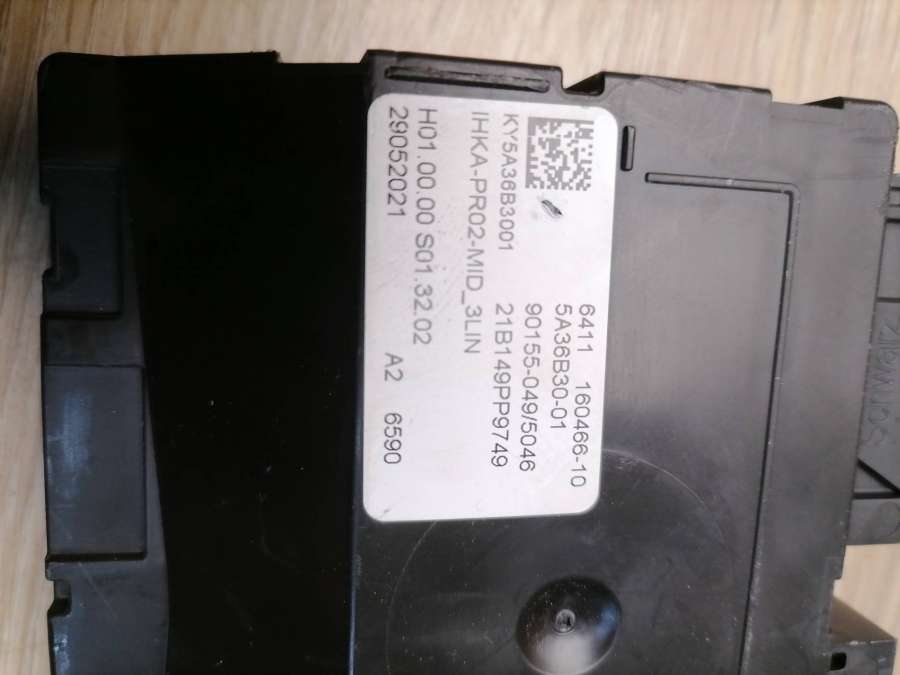 6411 160466-10
5A36B30-01
90155-049/5046
KY5A36B3001 21B149PP9749
IHKA-PR02-MID_3LIN
H01.00.00 S01.32.02 A2 6590
29052021